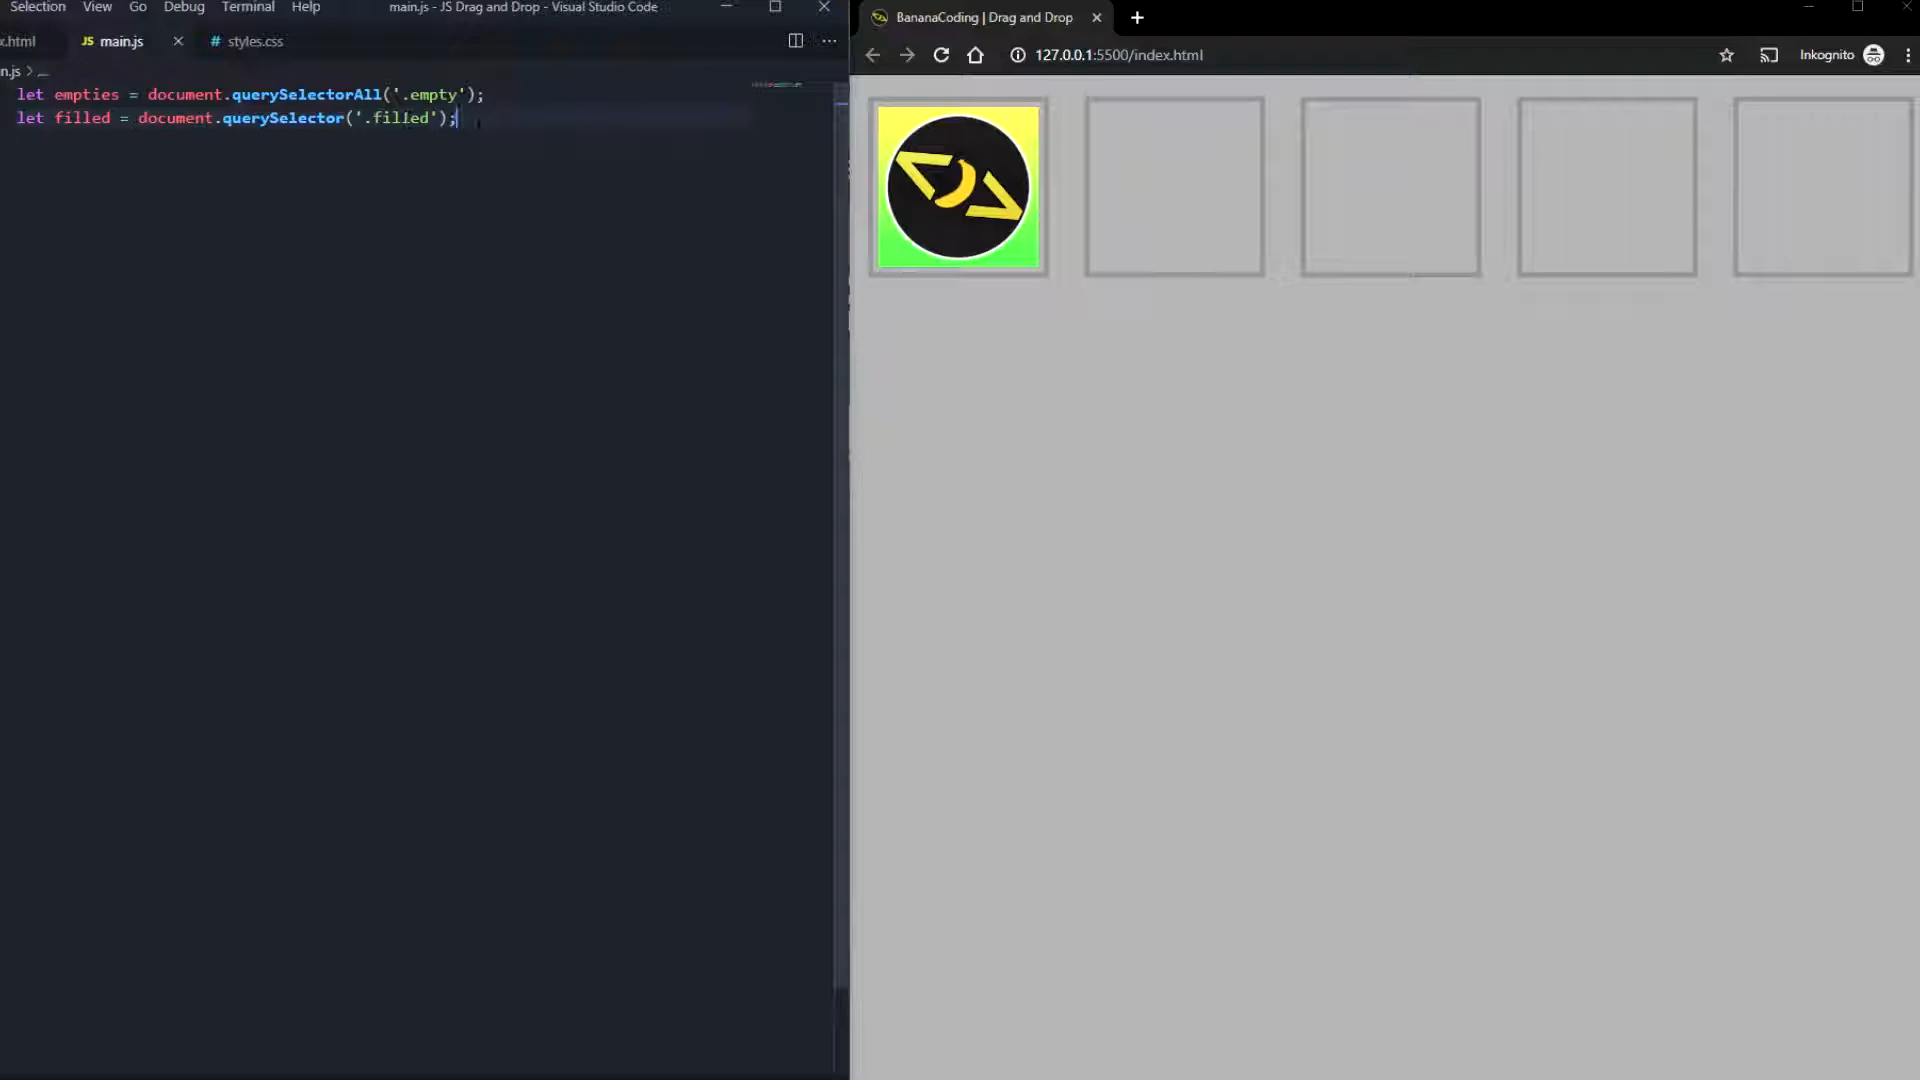 Selection View Go Debug Terminal Help main.js - JS Drag and Drop - Visual Studio Code
x.html JS main.js # styles.css
n.js > ...
let empties = document.querySelectorAll('.empty');
let filled = document.querySelector('.filled');
BananaCoding | Drag and Drop
127.0.0.1:5500/index.html
Inkognito